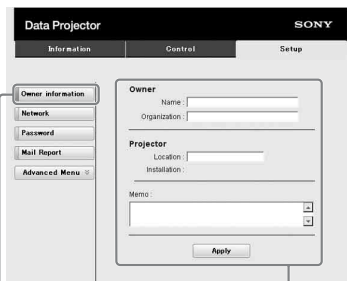 Data Projector
SONY
Information Control Setup
Owner information
Network
Password
Mail Report
Advanced Menu
Owner
Name :
Organization :
Projector
Location :
Installation :
Memo :
Apply